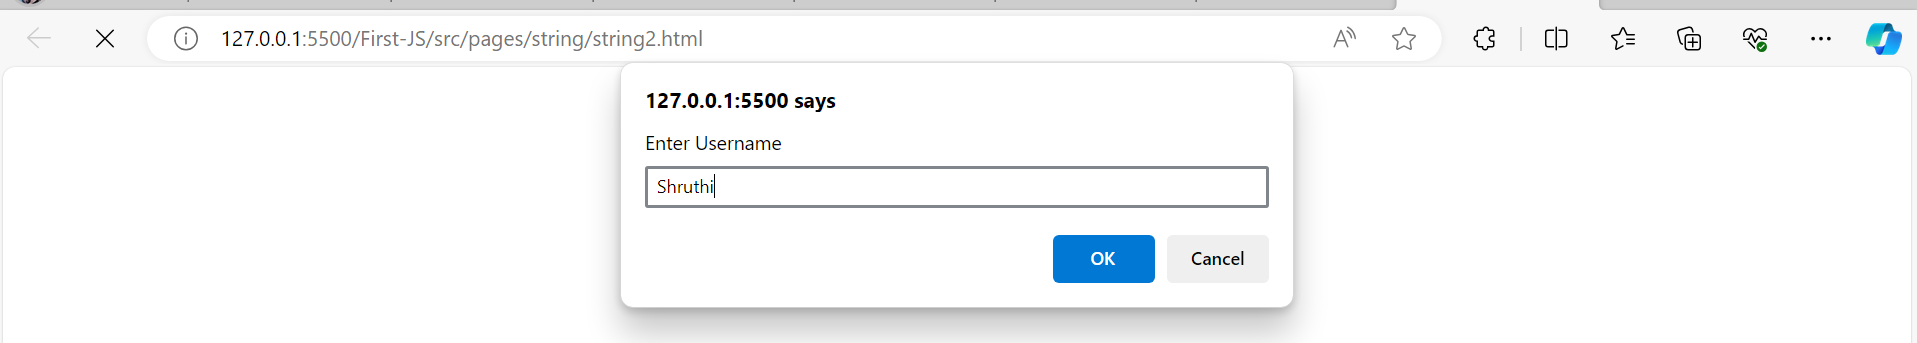 127.0.0.1:5500/First-JS/src/pages/string/string2.html
127.0.0.1:5500 says
Enter Username
Shruthi
OK Cancel